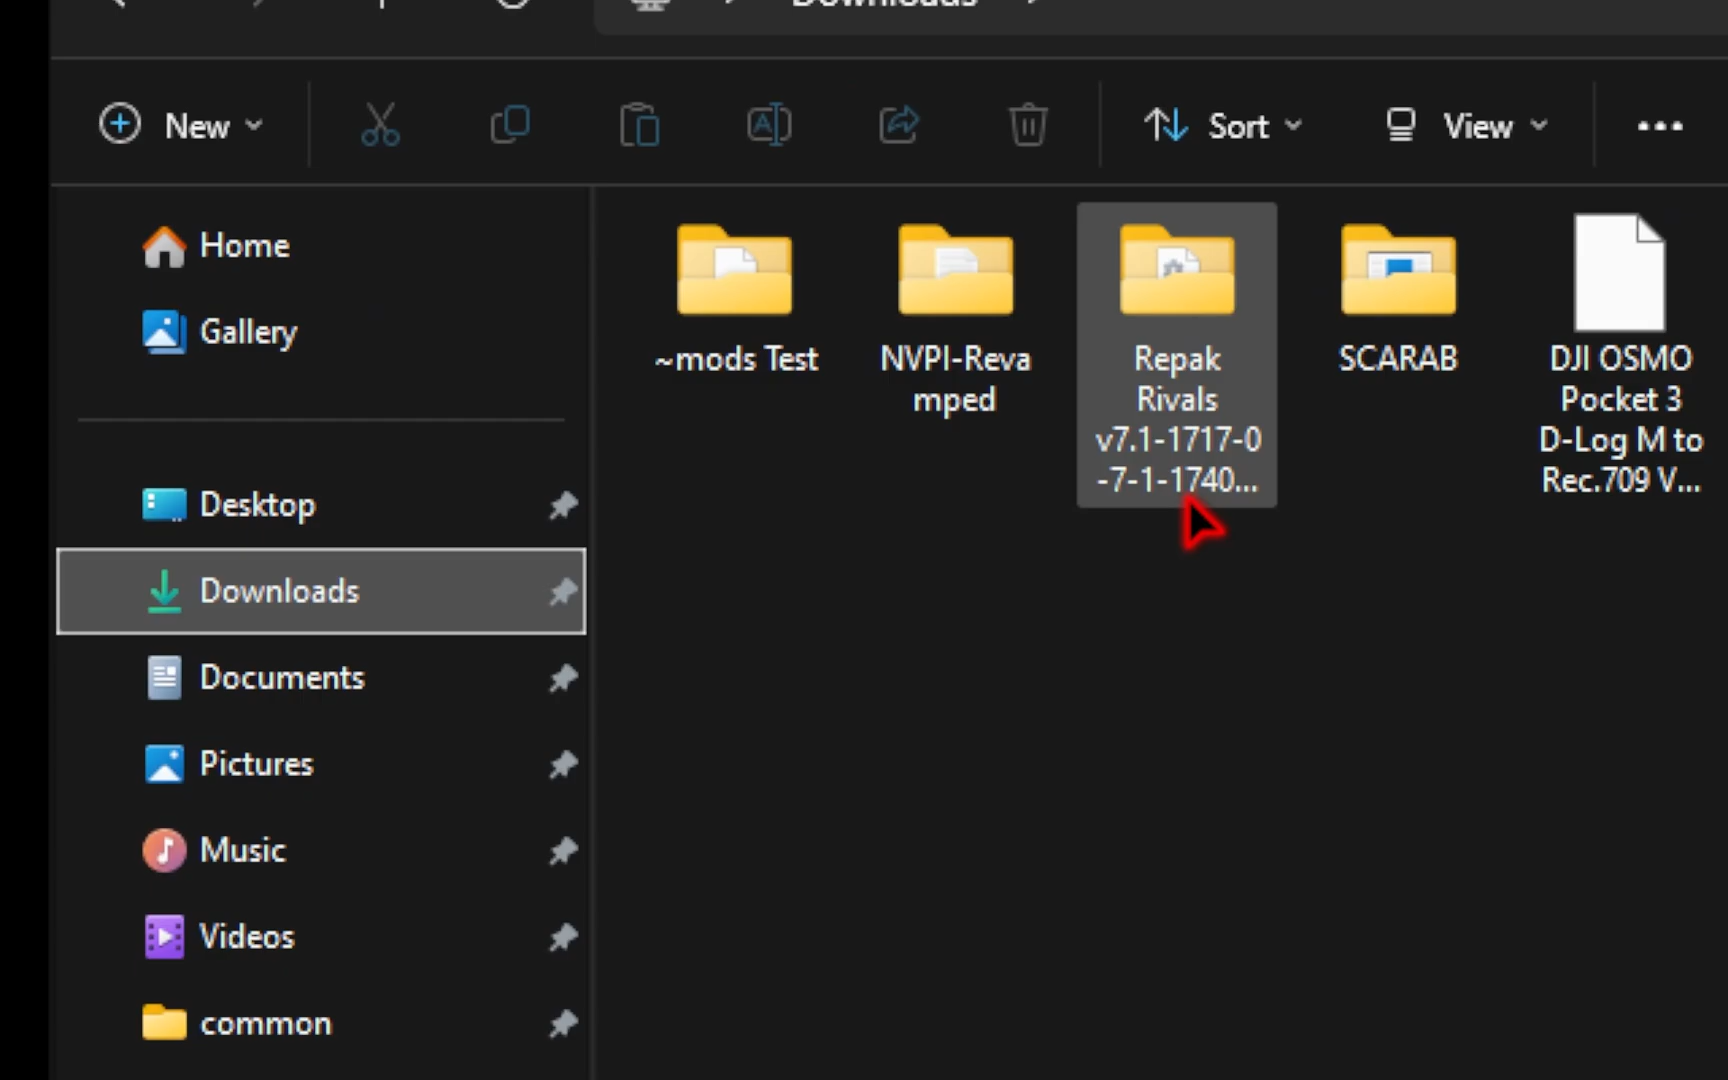 Downloads
New
Sort
View
Home
Gallery
Desktop
Downloads
Documents
Pictures
Music
Videos
common
~mods Test
NVPI-Reva
mped
Repak
Rivals
v7.1-1717-0
-7-1-1740...
SCARAB
DJI OSMO
Pocket 3
D-Log M to
Rec.709 V...